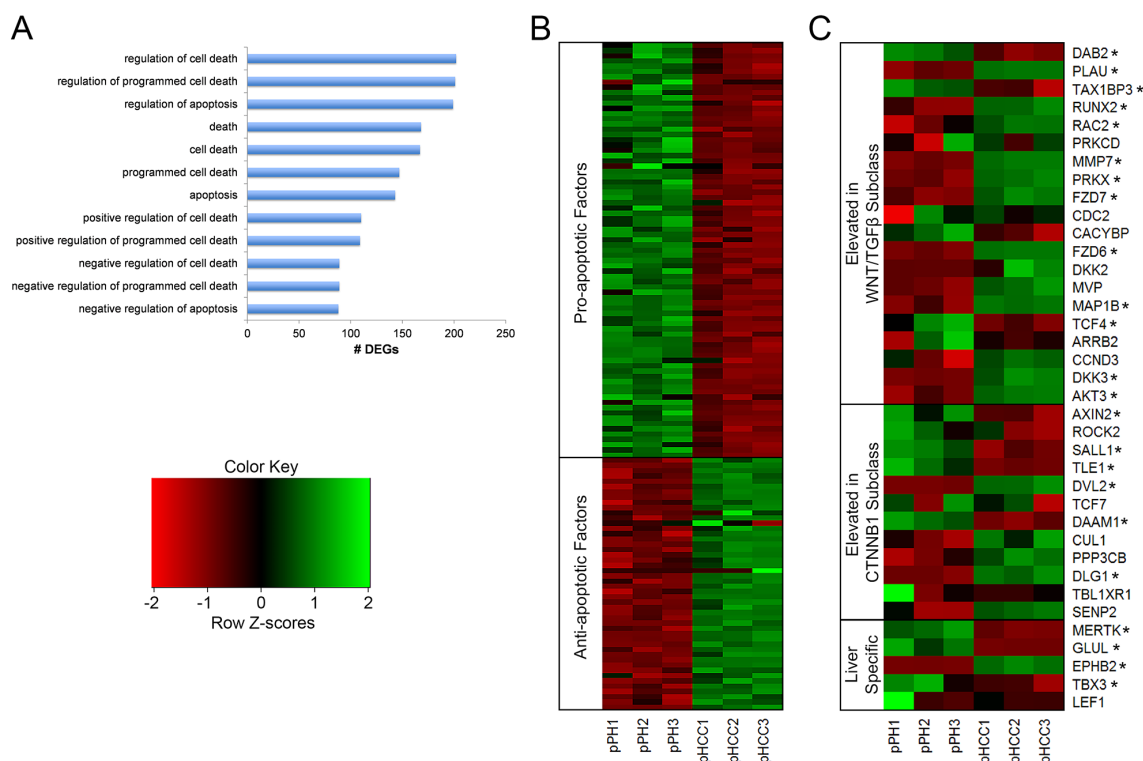 A
regulation of cell death
regulation of programmed cell death
regulation of apoptosis
death
cell death
programmed cell death
apoptosis
positive regulation of cell death
positive regulation of programmed cell death
negative regulation of cell death
negative regulation of programmed cell death
negative regulation of apoptosis
0 50 100 150 200 250
# DEGs
Color Key
-2 -1 0 1 2
Row Z-scores
B
Pro-apoptotic Factors
Anti-apoptotic Factors
pPH1
pPH2
pPH3
pHCC1
pHCC2
pHCC3
C
Elevated in
WNT/TGFβ Subclass
Elevated in
CTNNB1 Subclass
Liver
Specific
DAB2 *
PLAU *
TAX1BP3 *
RUNX2 *
RAC2 *
PRKCD
MMP7 *
PRKX *
FZD7 *
CDC2
CACYBP
FZD6 *
DKK2
MVP
MAP1B *
TCF4 *
ARRB2
CCND3
DKK3 *
AKT3 *
AXIN2 *
ROCK2
SALL1 *
TLE1 *
DVL2 *
TCF7
DAAM1 *
CUL1
PPP3CB
DLG1 *
TBL1XR1
SENP2
MERTK *
GLUL *
EPHB2 *
TBX3 *
LEF1
pPH1
pPH2
pPH3
pHCC1
pHCC2
pHCC3